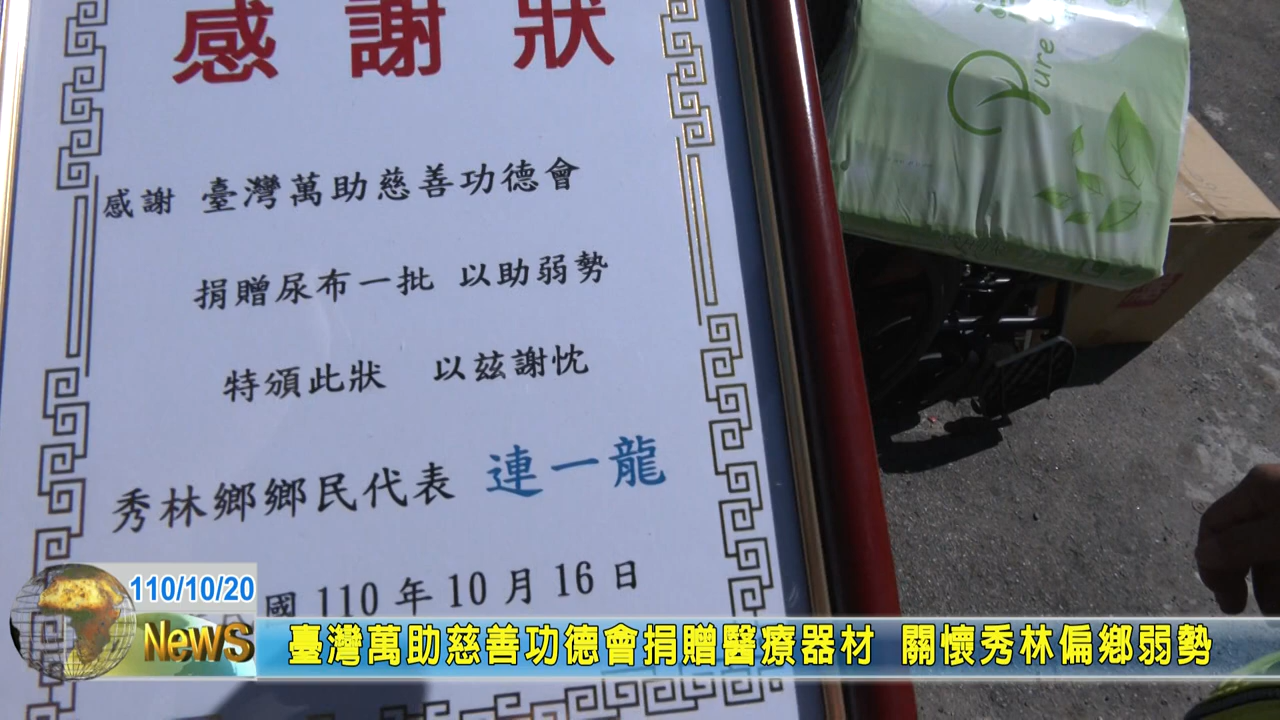 感謝狀
感謝 臺灣萬助慈善功德會
捐贈尿布一批 以助弱勢
特頒此狀 以茲謝忱
秀林鄉鄉民代表 連一龍
國 110 年 10 月 16 日
Pure
110/10/20
NewS
臺灣萬助慈善功德會捐贈醫療器材 關懷秀林偏鄉弱勢